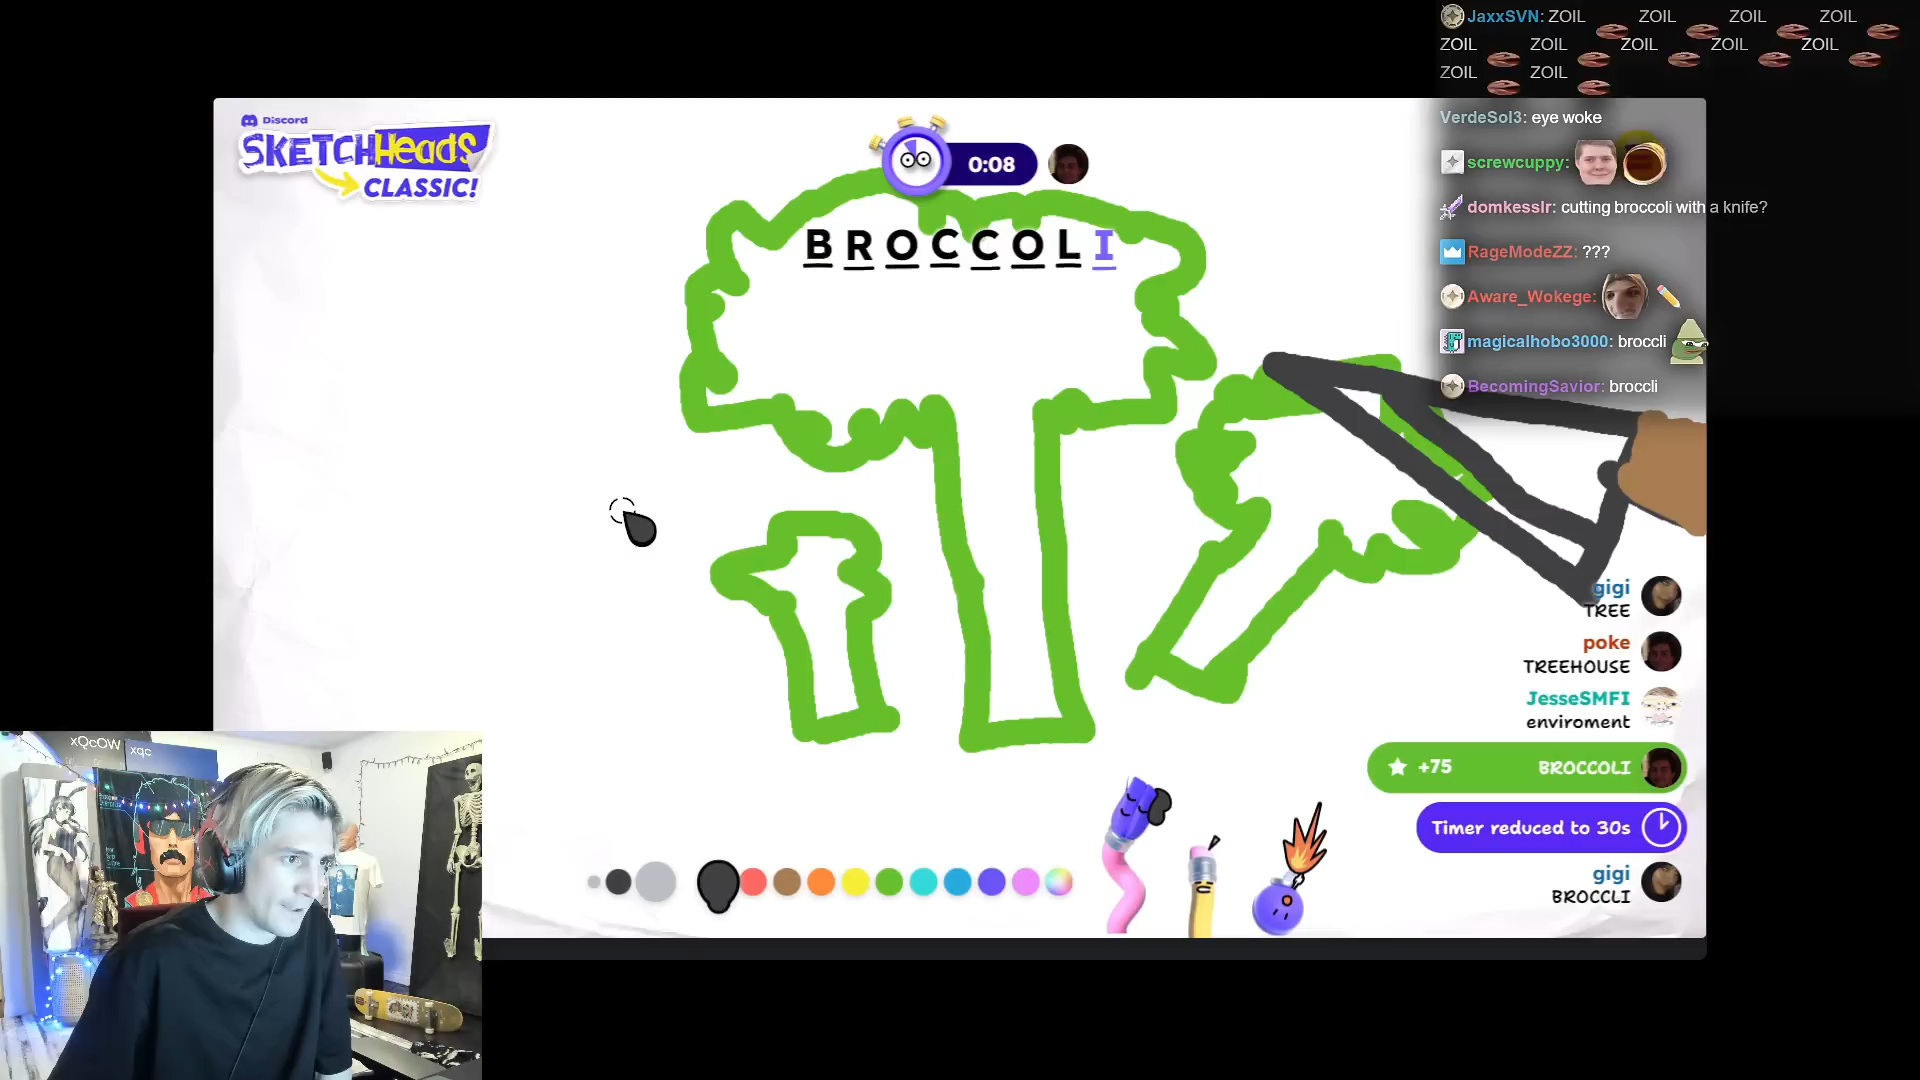 JaxxSVN: ZOIL ZOIL ZOIL ZOIL
ZOIL ZOIL ZOIL ZOIL ZOIL
ZOIL ZOIL
VerdeSol3: eye woke
screwcuppy:
domkesslr: cutting broccoli with a knife?
RageModeZZ: ???
Aware_Wokege:
magicalhobo3000: broccli
BecomingSavior: broccli
Discord
SKETCHHeadS
CLASSIC!
0:08
BROCCOLI
gigi
TREE
poke
TREEHOUSE
JesseSMFI
enviroment
+75 BROCCOLI
Timer reduced to 30s
gigi
BROCCLI
xQcOW
xqc